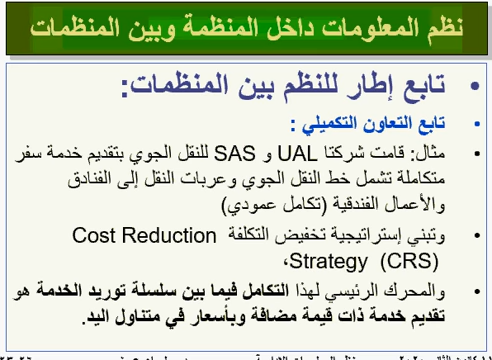 نظم المعلومات داخل المنظمة وبين المنظمات
• تابع إطار للنظم بين المنظمات:
• تابع التعاون التكميلي :
• مثال: قامت شركتا UAL و SAS للنقل الجوي بتقديم خدمة سفر
متكاملة تشمل خط النقل الجوي وعربات النقل إلى الفنادق
والأعمال الفندقية (تكامل عمودي)
• وتبني إستراتيجية تخفيض التكلفة Cost Reduction
Strategy (CRS)،
• والمحرك الرئيسي لهذا التكامل فيما بين سلسلة توريد الخدمة هو
تقديم خدمة ذات قيمة مضافة وبأسعار في متناول اليد.